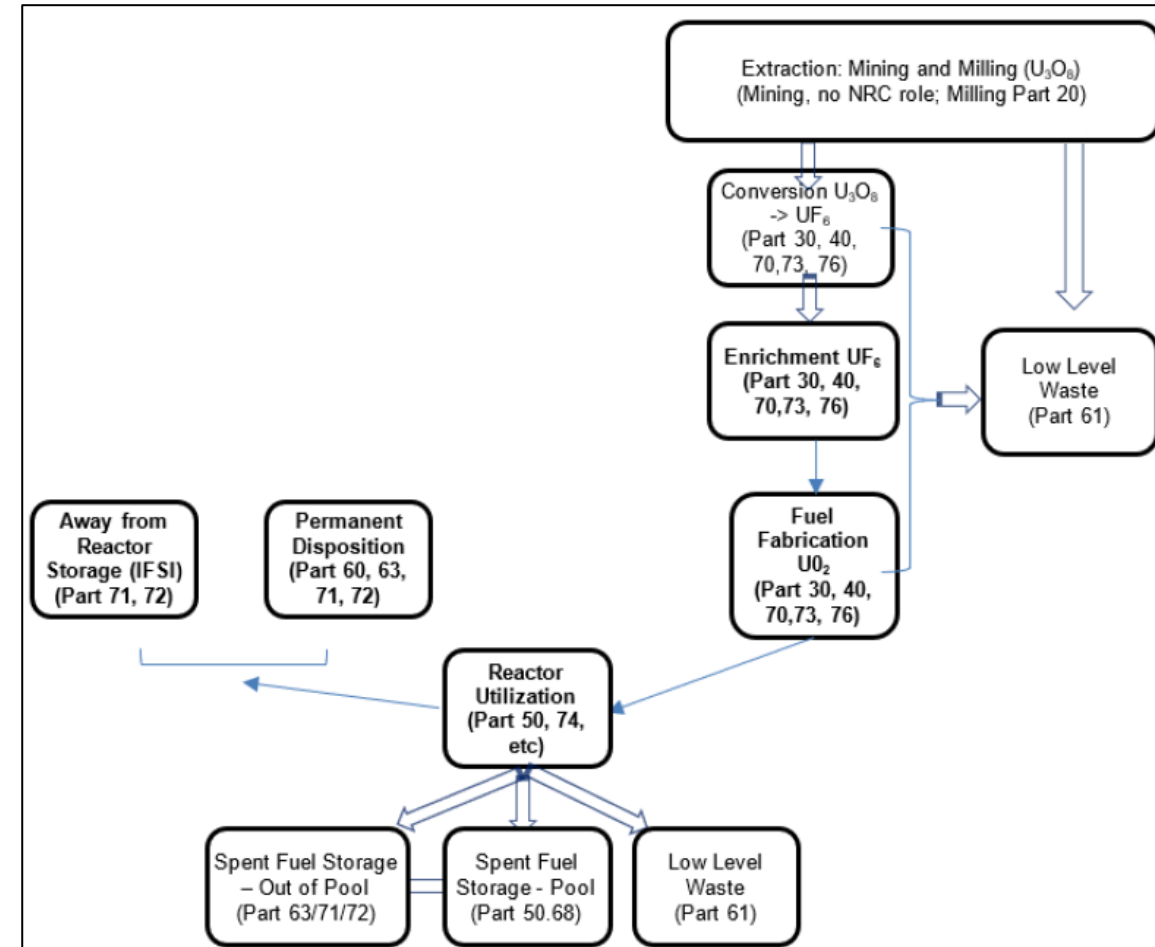 Extraction: Mining and Milling (U₃O₈)
(Mining, no NRC role; Milling Part 20)
Conversion U₃O₈
-> UF₆
(Part 30, 40,
70,73, 76)
Enrichment UF₆
(Part 30, 40,
70,73, 76)
Low Level
Waste
(Part 61)
Fuel
Fabrication
U0₂
(Part 30, 40,
70,73, 76)
Away from
Reactor
Storage (IFSI)
(Part 71, 72)
Permanent
Disposition
(Part 60, 63,
71, 72)
Reactor
Utilization
(Part 50, 74,
etc)
Spent Fuel Storage
– Out of Pool
(Part 63/71/72)
Spent Fuel
Storage - Pool
(Part 50.68)
Low Level
Waste
(Part 61)